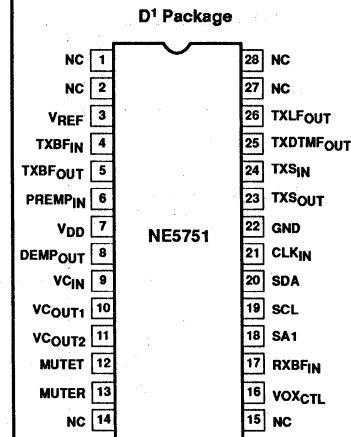 D¹ Package
NC 1 28 NC
NC 2 27 NC
VREF 3 26 TXLFOUT
TXBFIN 4 25 TXDTMFOUT
TXBFOUT 5 24 TXSIN
PREMPIN 6 23 TXSOUT
VDD 7 22 GND
NE5751
DEMPOUT 8 21 CLKIN
VCIN 9 20 SDA
VCOUT1 10 19 SCL
VCOUT2 11 18 SA1
MUTET 12 17 RXBFIN
MUTER 13 16 VOXCTL
NC 14 15 NC